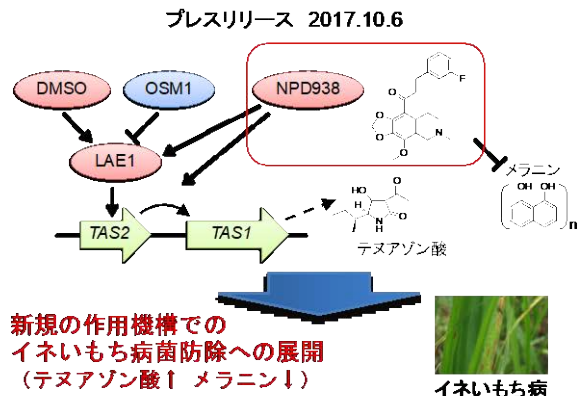 プレスリリース 2017.10.6
DMSO
OSM1
NPD938
LAE1
TAS2
TAS1
O
F
O
O
N
O
メラニン
OH OH
n
HO
O
H
N
H
O
テヌアゾン酸
新規の作用機構での
イネいもち病菌防除への展開
（テヌアゾン酸↑ メラニン↓）
イネいもち病